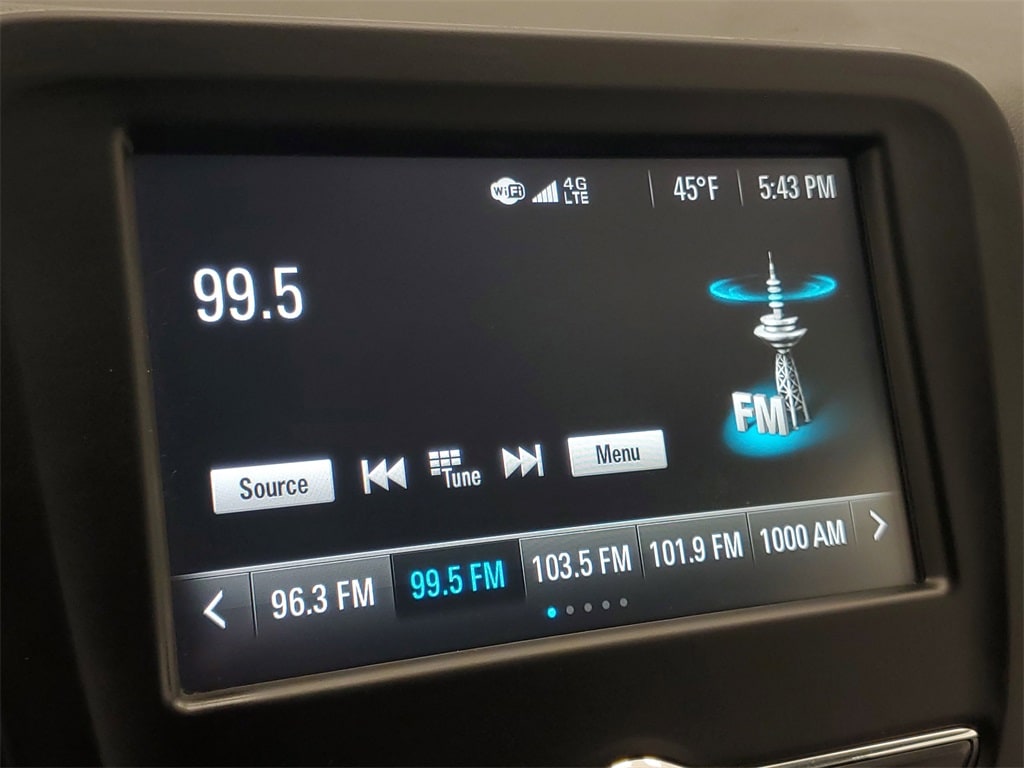 WiFi 4G LTE 45°F 5:43 PM
99.5
FM
Source Tune Menu
96.3 FM 99.5 FM 103.5 FM 101.9 FM 1000 AM